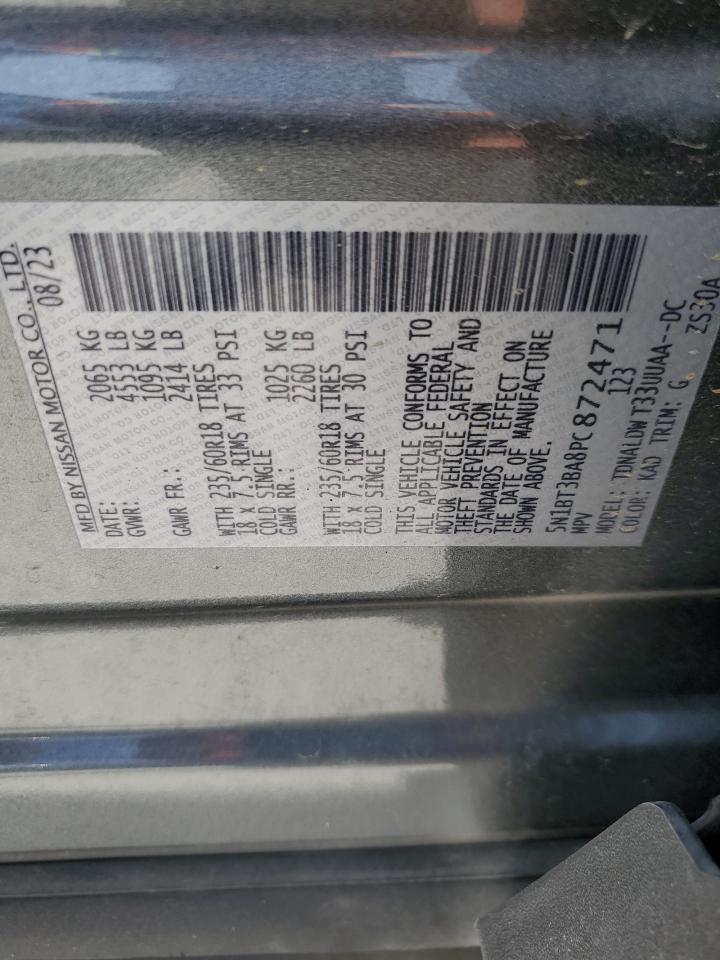 MFD BY NISSAN MOTOR CO., LTD.
DATE: 08/23
GVWR: 2065 KG
4553 LB
GAWR FR.: 1095 KG
2414 LB
WITH 235/60R18 TIRES
18 X 7.5 RIMS AT 33 PSI
COLD SINGLE
GAWR RR.: 1025 KG
2260 LB
WITH 235/60R18 TIRES
18 X 7.5 RIMS AT 30 PSI
COLD SINGLE
THIS VEHICLE CONFORMS TO
ALL APPLICABLE FEDERAL
MOTOR VEHICLE SAFETY AND
THEFT PREVENTION
STANDARDS IN EFFECT ON
THE DATE OF MANUFACTURE
SHOWN ABOVE.
5N1BT3BA8PC872471
MPV 123
MODEL: TDNALDWT33UUAA--DC
COLOR: KAD TRIM: G ZS30A